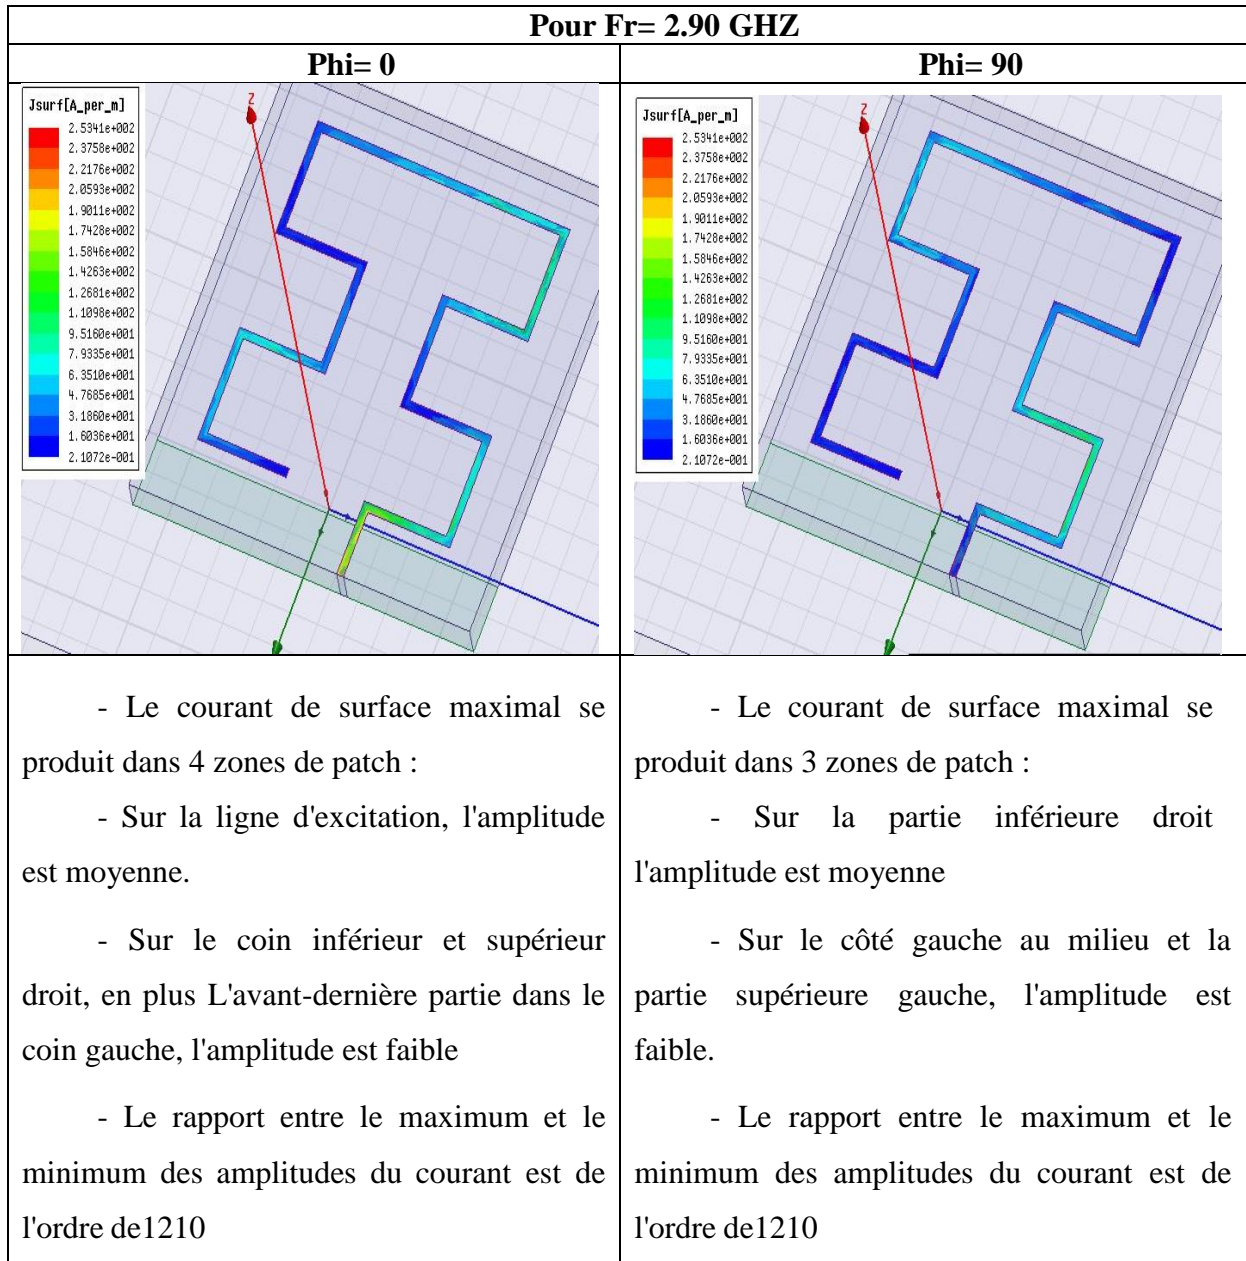 Pour Fr= 2.90 GHZ
Phi= 0
Phi= 90
Jsurf[A_per_m]
2.5341e+002
2.3758e+002
2.2176e+002
2.0593e+002
1.9011e+002
1.7428e+002
1.5846e+002
1.4263e+002
1.2681e+002
1.1098e+002
9.5160e+001
7.9335e+001
6.3510e+001
4.7685e+001
3.1860e+001
1.6036e+001
2.1072e-001
Z
Jsurf[A_per_m]
2.5341e+002
2.3758e+002
2.2176e+002
2.0593e+002
1.9011e+002
1.7428e+002
1.5846e+002
1.4263e+002
1.2681e+002
1.1098e+002
9.5160e+001
7.9335e+001
6.3510e+001
4.7685e+001
3.1860e+001
1.6036e+001
2.1072e-001
Z
- Le courant de surface maximal se
produit dans 4 zones de patch :
- Sur la ligne d'excitation, l'amplitude
est moyenne.
- Sur le coin inférieur et supérieur
droit, en plus L'avant-dernière partie dans le
coin gauche, l'amplitude est faible
- Le rapport entre le maximum et le
minimum des amplitudes du courant est de
l'ordre de1210
- Le courant de surface maximal se
produit dans 3 zones de patch :
- Sur la partie inférieure droit
l'amplitude est moyenne
- Sur le côté gauche au milieu et la
partie supérieure gauche, l'amplitude est
faible.
- Le rapport entre le maximum et le
minimum des amplitudes du courant est de
l'ordre de1210